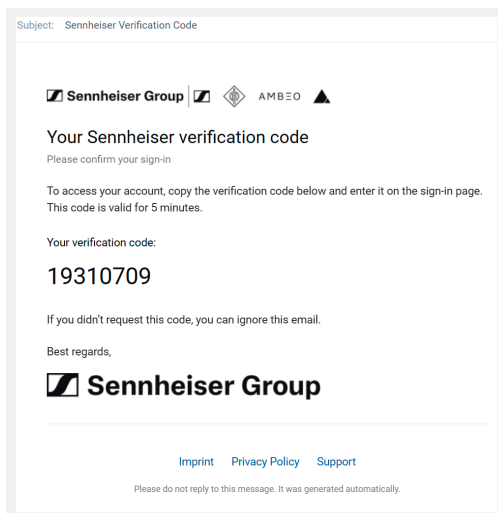 Subject: Sennheiser Verification Code
Sennheiser Group AMBEO
Your Sennheiser verification code
Please confirm your sign-in
To access your account, copy the verification code below and enter it on the sign-in page.
This code is valid for 5 minutes.
Your verification code:
19310709
If you didn't request this code, you can ignore this email.
Best regards,
Sennheiser Group
Imprint Privacy Policy Support
Please do not reply to this message. It was generated automatically.